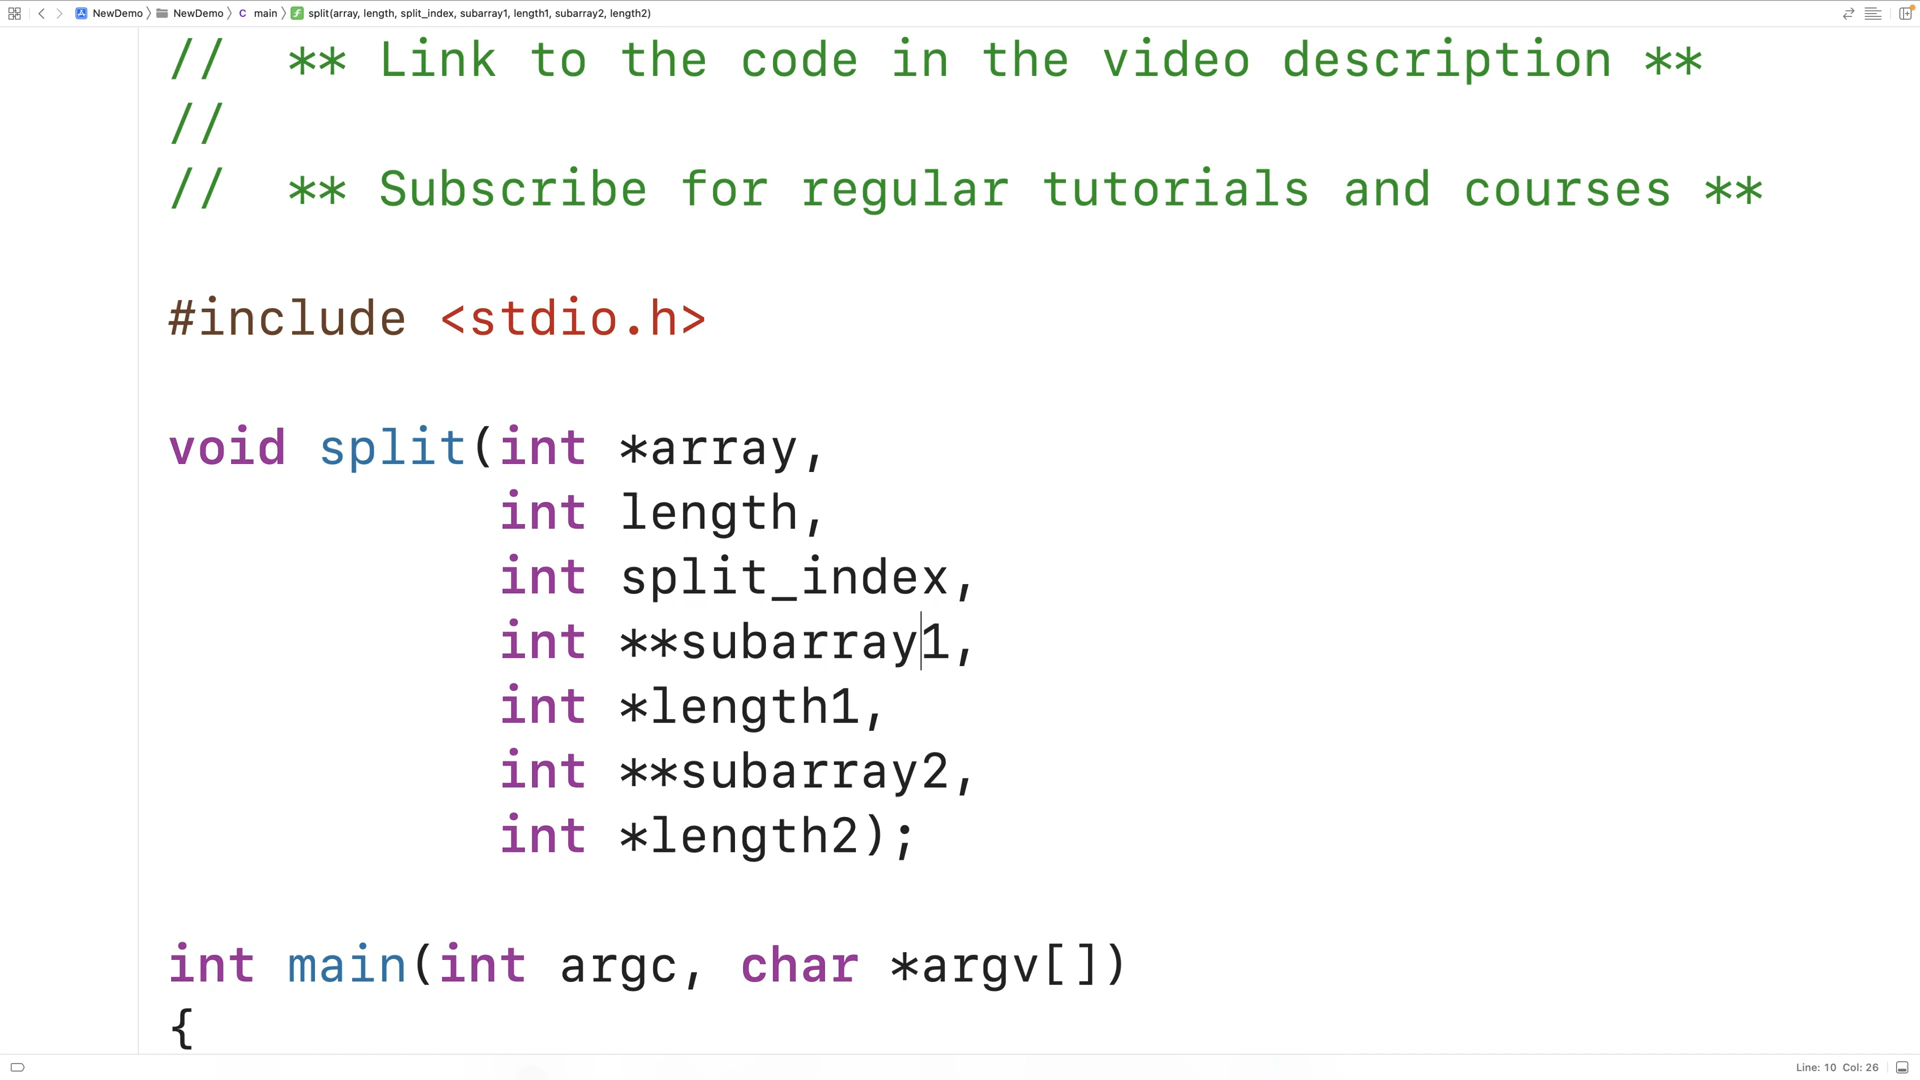 NewDemo NewDemo C main f split(array, length, split_index, subarray1, length1, subarray2, length2)
// ** Link to the code in the video description **
//
// ** Subscribe for regular tutorials and courses **
#include <stdio.h>
void split(int *array,
int length,
int split_index,
int **subarray1,
int *length1,
int **subarray2,
int *length2);
int main(int argc, char *argv[])
{
Line: 10 Col: 26